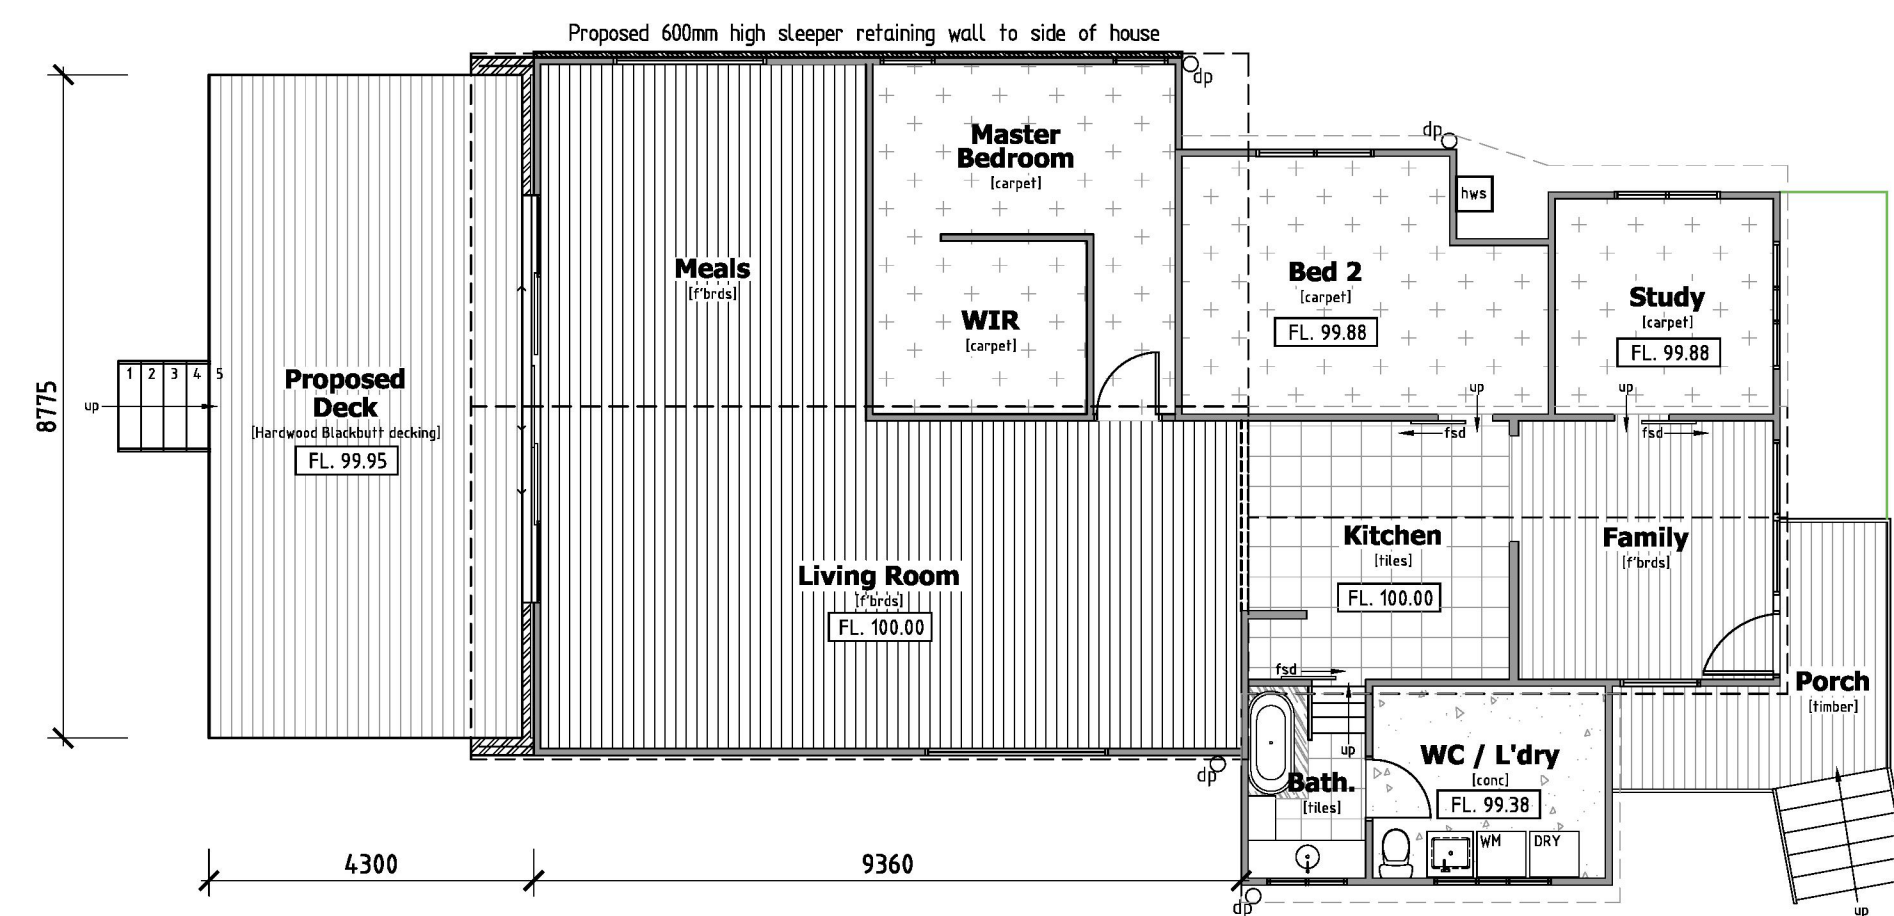 Proposed 600mm high sleeper retaining wall to side of house
dp
dp
Master
Bedroom
[carpet]
hws
Meals
[f'brds]
Bed 2
[carpet]
FL. 99.88
Study
[carpet]
FL. 99.88
WIR
[carpet]
8775
1 2 3 4 5
up
Proposed
Deck
[Hardwood Blackbutt decking]
FL. 99.95
up
up
fsd
fsd
Kitchen
[tiles]
FL. 100.00
Family
[f'brds]
Living Room
[f'brds]
FL. 100.00
fsd
Porch
[timber]
up
WC / L'dry
[conc]
FL. 99.38
Bath.
[tiles]
dp
WM
DRY
4300
9360
dp
up